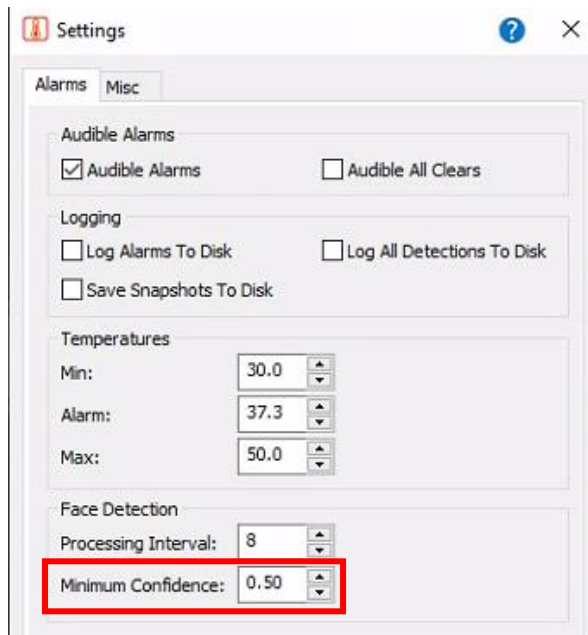 Settings
Alarms Misc
Audible Alarms
Audible Alarms Audible All Clears
Logging
Log Alarms To Disk Log All Detections To Disk
Save Snapshots To Disk
Temperatures
Min: 30.0
Alarm: 37.3
Max: 50.0
Face Detection
Processing Interval: 8
Minimum Confidence: 0.50